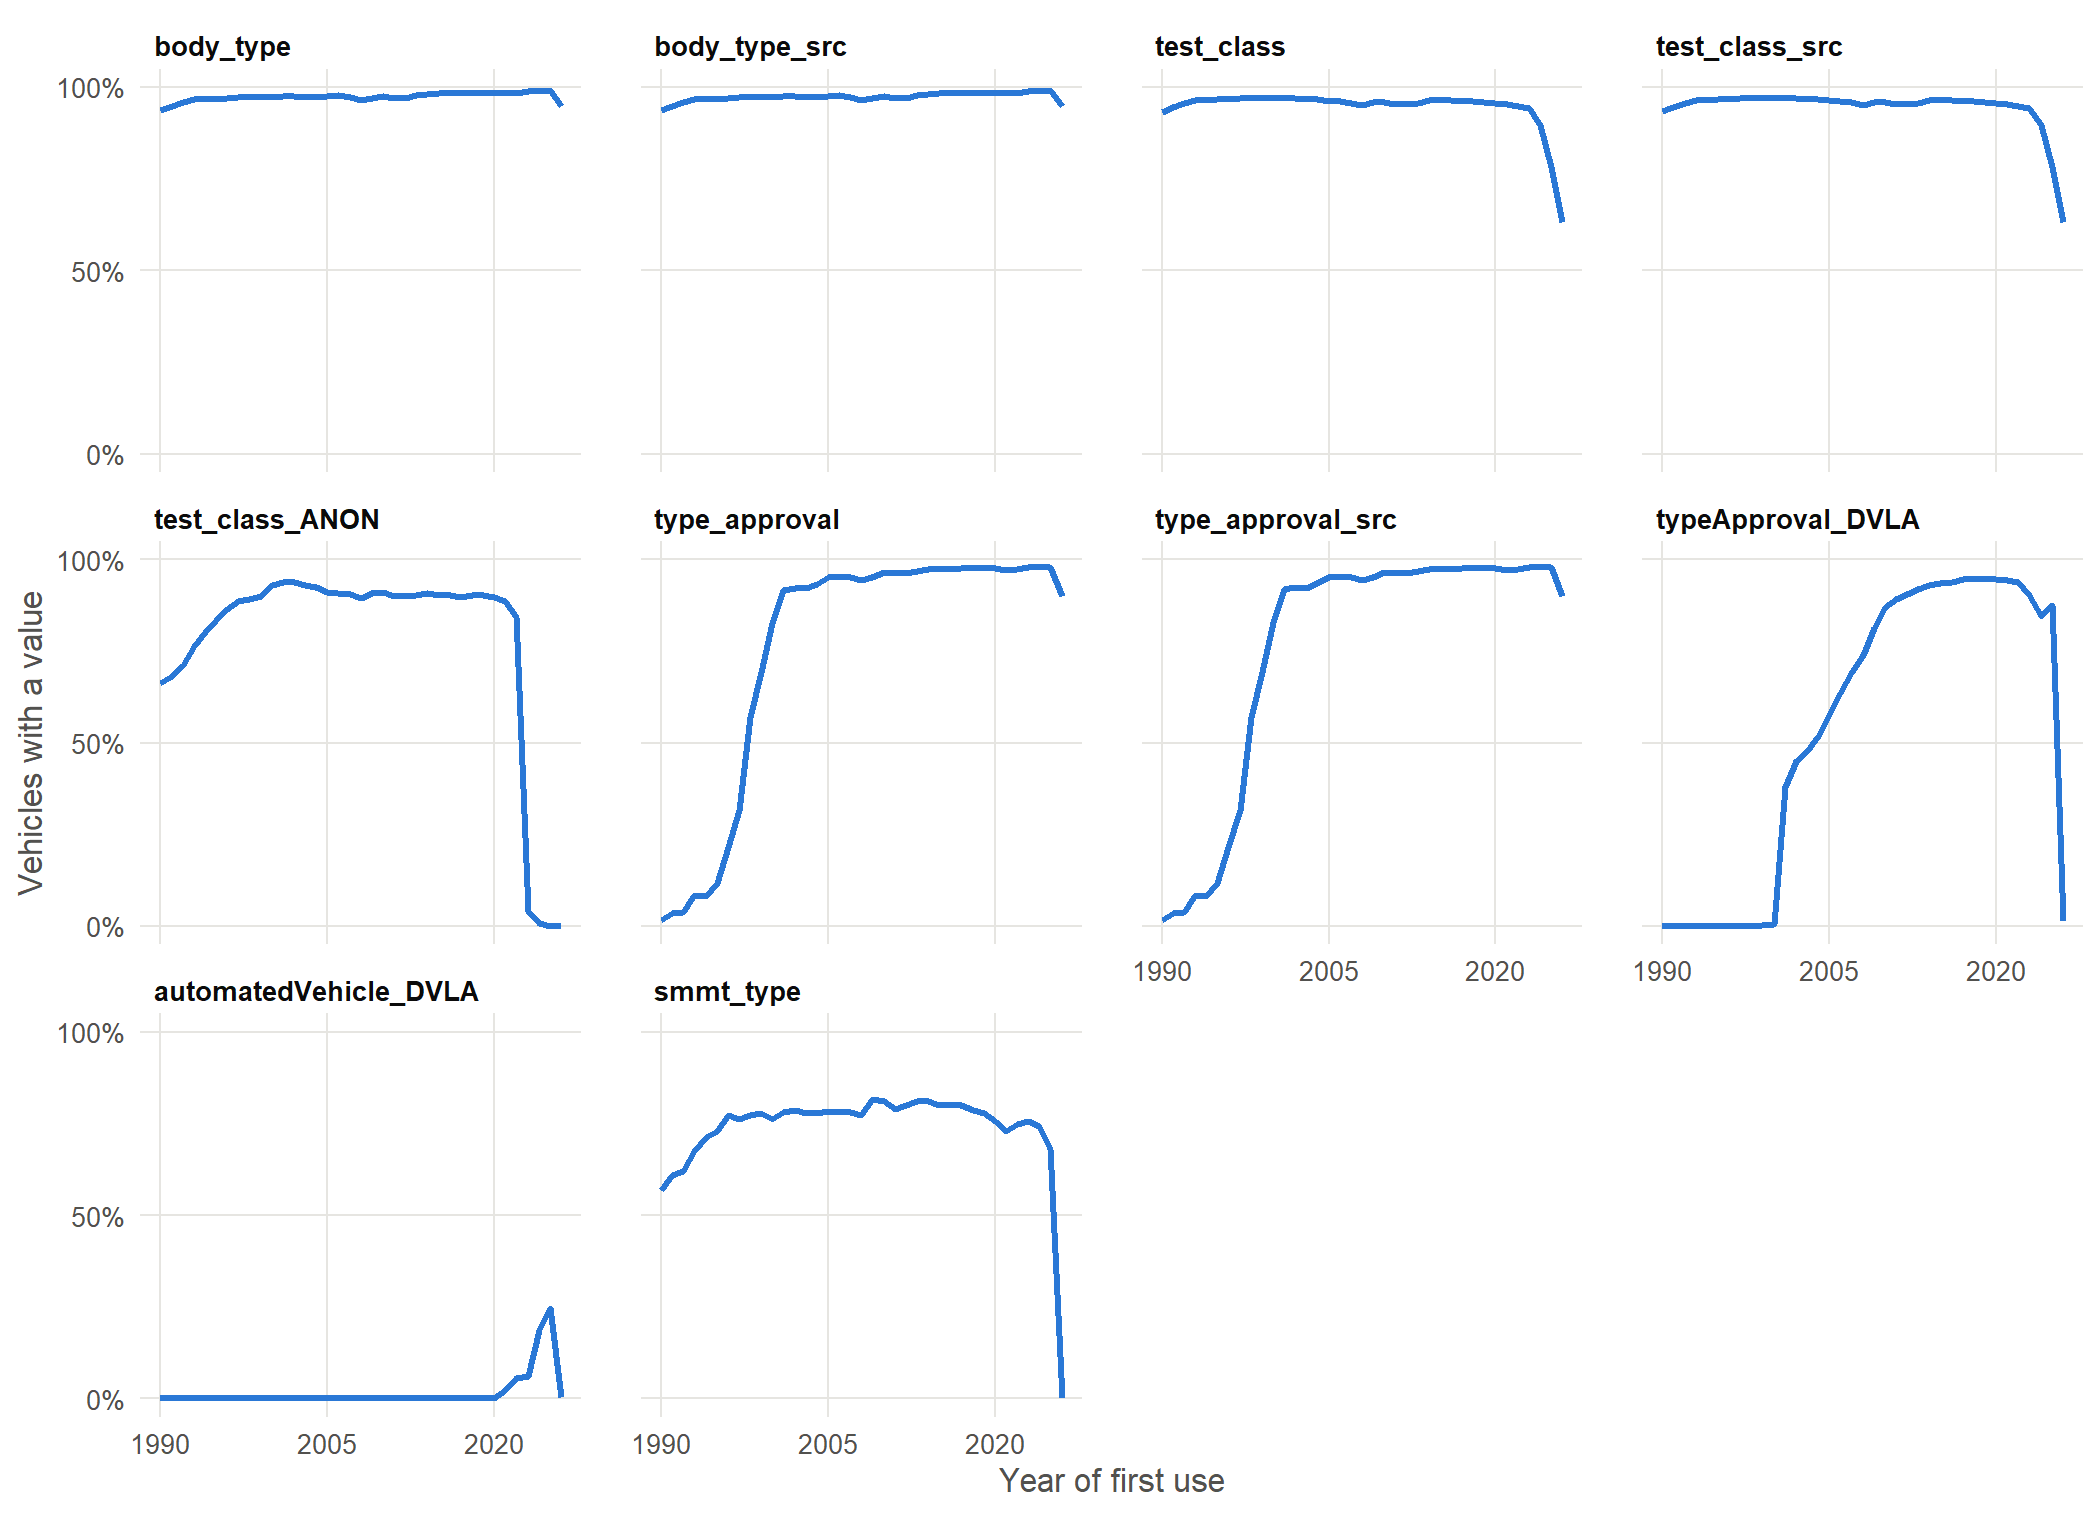 body_type
body_type_src
test_class
test_class_src
100%
50%
0%
test_class_ANON
type_approval
type_approval_src
typeApproval_DVLA
100%
50%
0%
1990 2005 2020
1990 2005 2020
automatedVehicle_DVLA
smmt_type
100%
50%
0%
1990 2005 2020
1990 2005 2020
Year of first use
Vehicles with a value